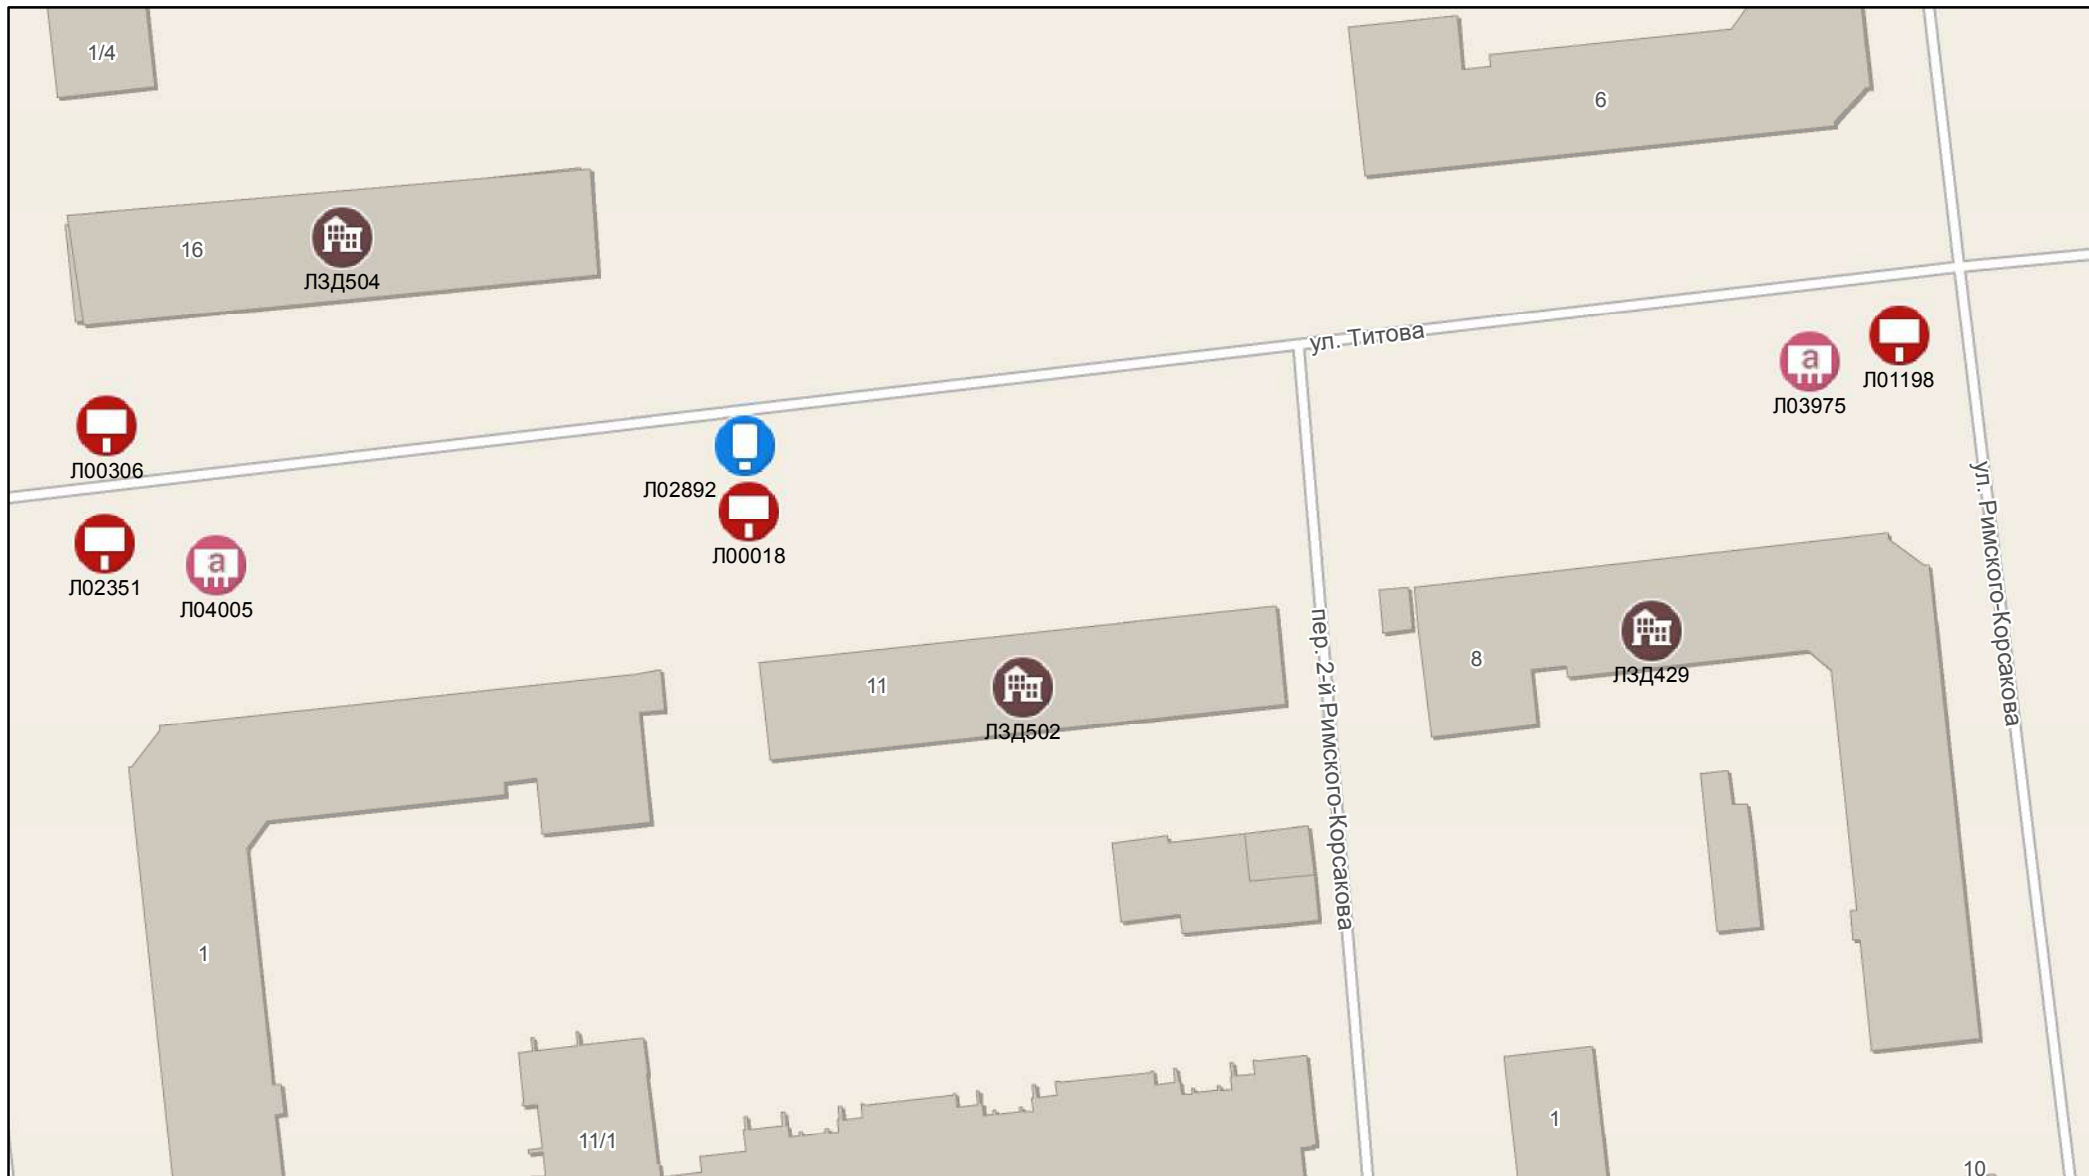 1/4
6
16
ЛЗД504
ул. Титова
Л01198
Л03975
Л00306
Л02892
Л00018
Л02351
a
Л04005
a
ул. Римского-Корсакова
пер. 2-й Римского-Корсакова
8
ЛЗД429
11
ЛЗД502
1
11/1
1
10